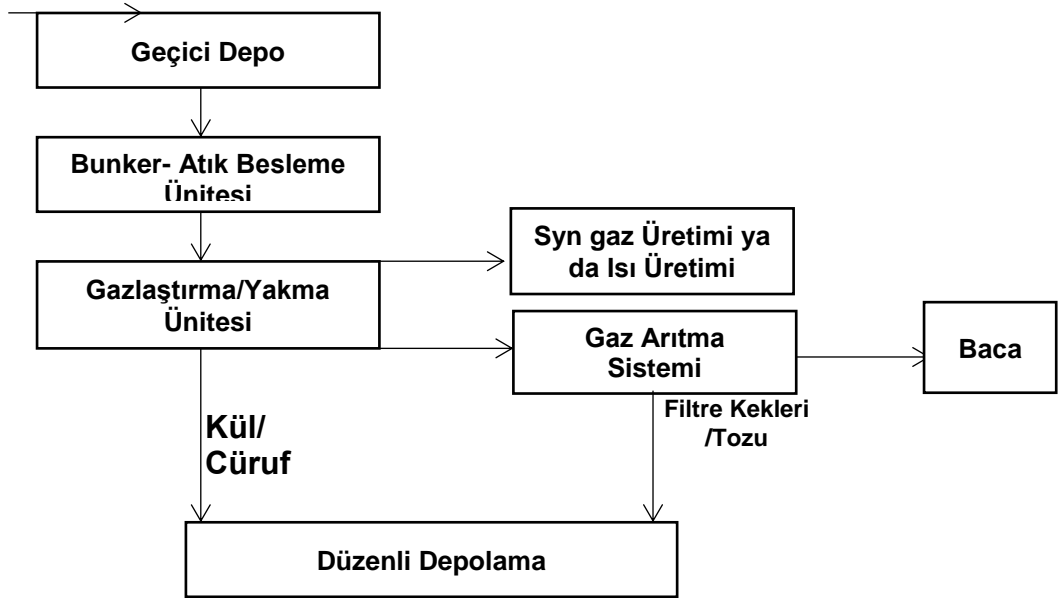 Geçici Depo
Bunker- Atık Besleme
Ünitesi
Syn gaz Üretimi ya
da Isı Üretimi
Gazlaştırma/Yakma
Ünitesi
Gaz Arıtma
Sistemi
Baca
Filtre Kekleri
/Tozu
Kül/
Cüruf
Düzenli Depolama